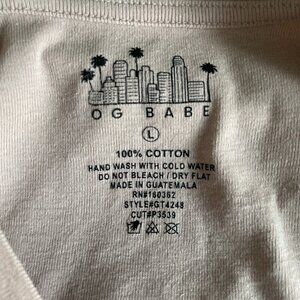 OG BABE
L
100% COTTON
HAND WASH WITH COLD WATER
DO NOT BLEACH / DRY FLAT
MADE IN GUATEMALA
RN#160362
STYLE#GT4248
CUT#P3539